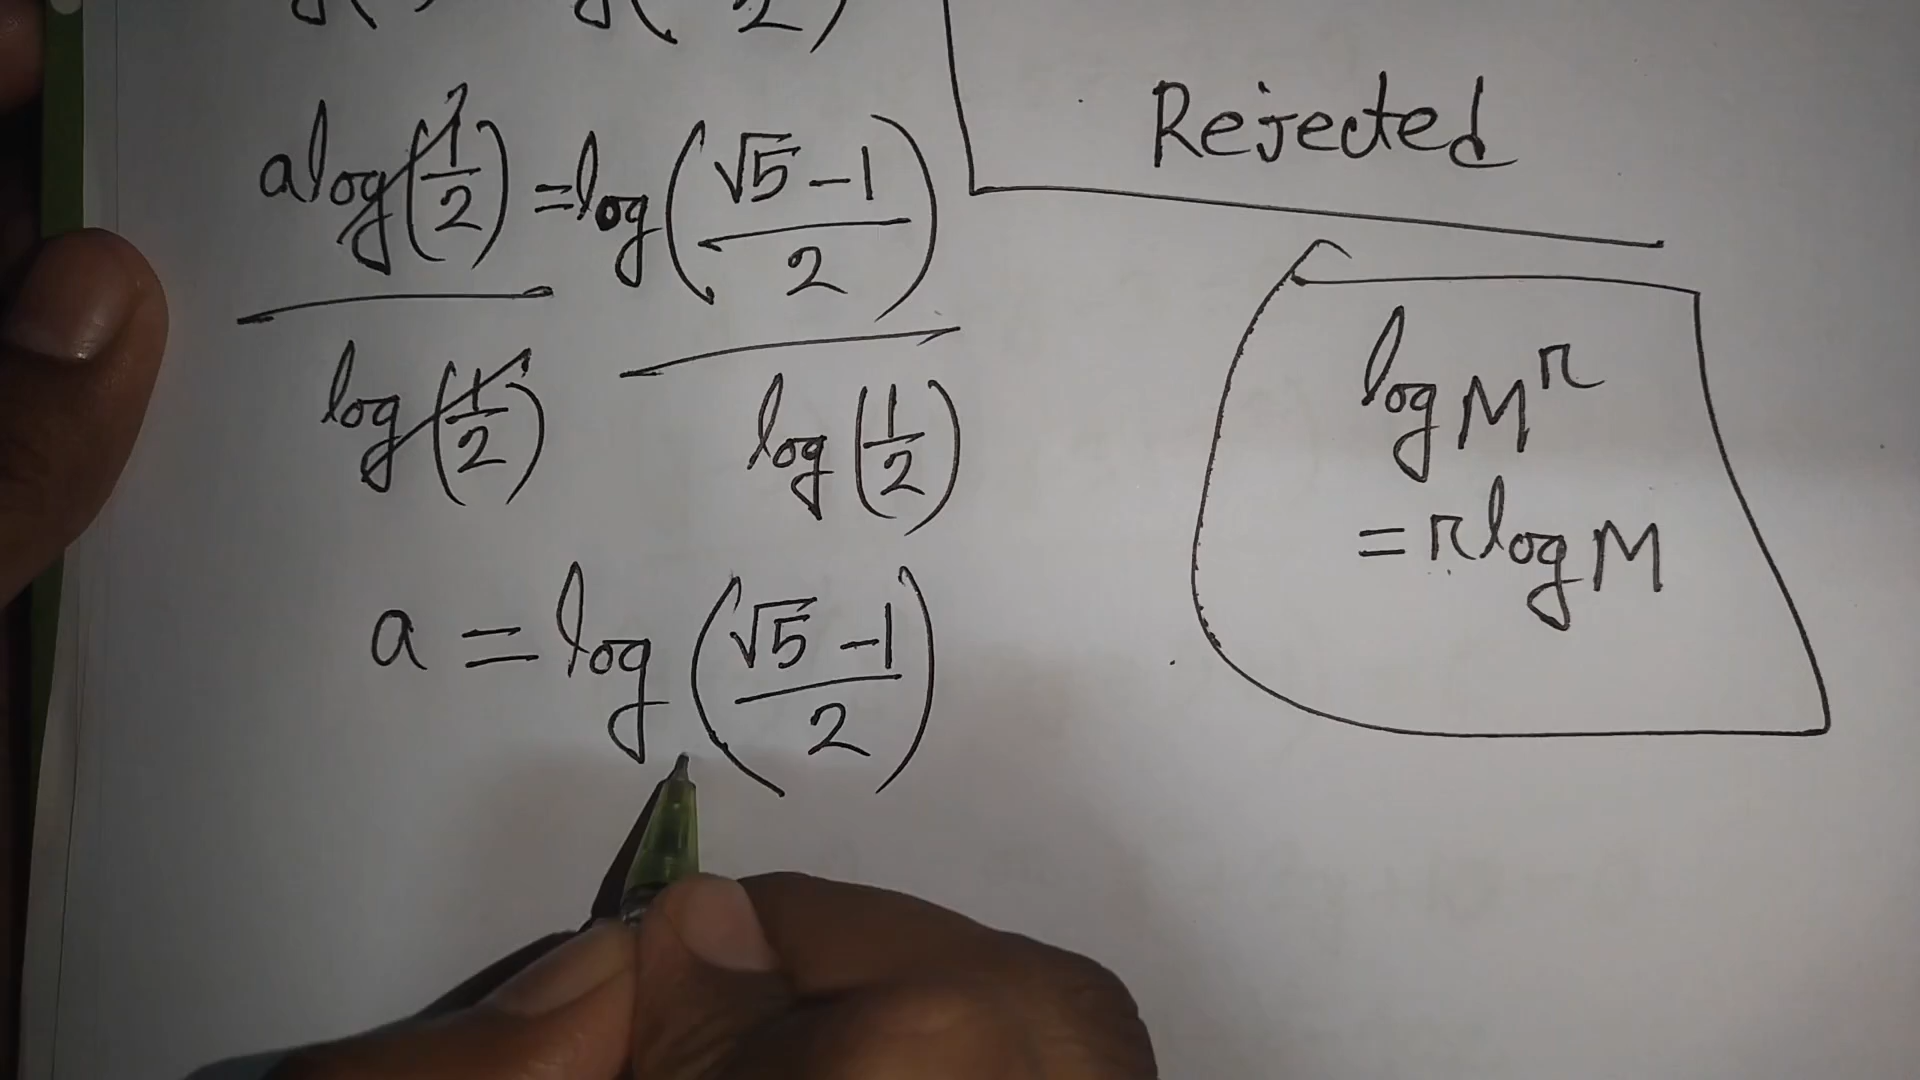 a log(1/2) = log((√5 − 1)/2)
log(1/2) log(1/2)
a = log((√5 − 1)/2)
Rejected
log M^r
= r log M